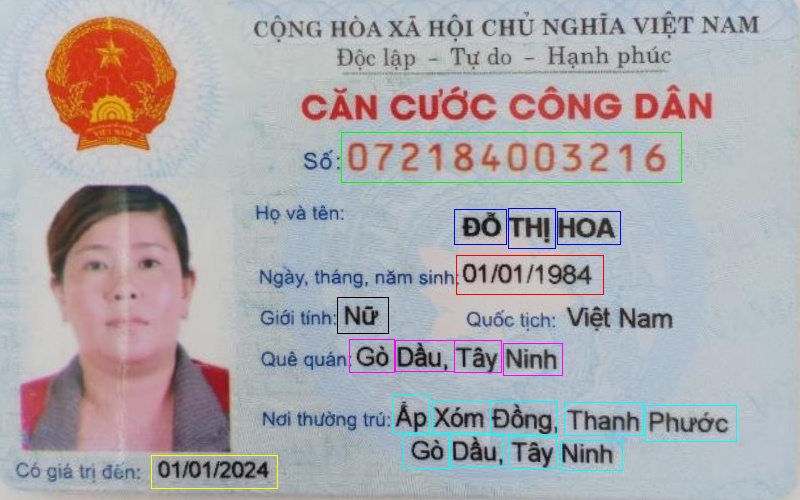 CỘNG HÒA XÃ HỘI CHỦ NGHĨA VIỆT NAM
Độc lập – Tự do – Hạnh phúc
CĂN CƯỚC CÔNG DÂN
Số: 072184003216
Họ và tên: ĐỖ THỊ HOA
Ngày, tháng, năm sinh: 01/01/1984
Giới tính: Nữ Quốc tịch: Việt Nam
Quê quán: Gò Dầu, Tây Ninh
Nơi thường trú: Ấp Xóm Đồng, Thanh Phước
Gò Dầu, Tây Ninh
Có giá trị đến: 01/01/2024
VIỆT NAM